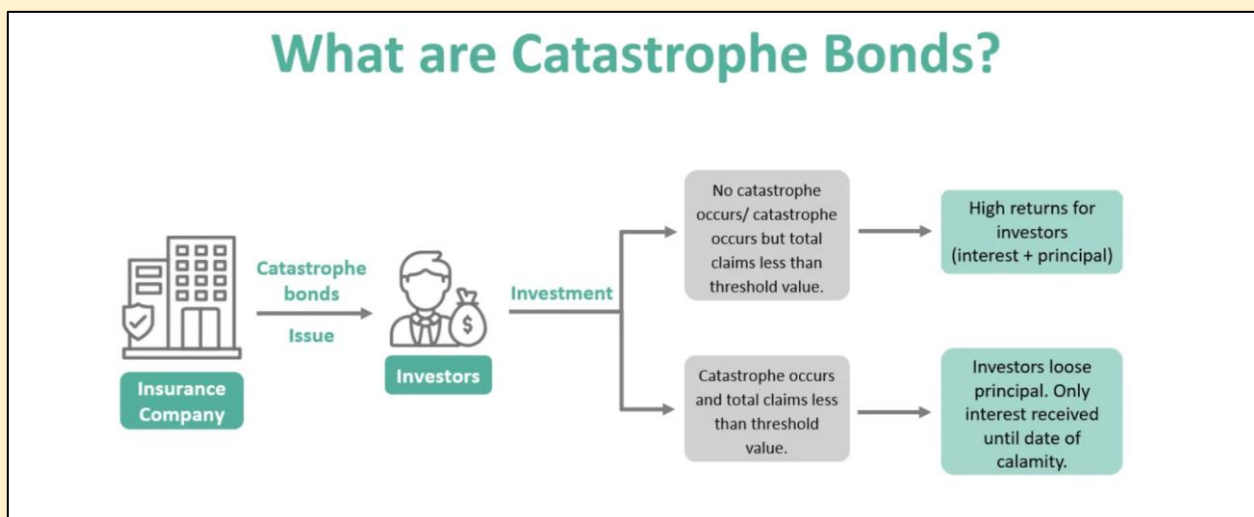 What are Catastrophe Bonds?
Insurance
Company
Catastrophe
bonds
Issue
$
Investors
Investment
No catastrophe
occurs/ catastrophe
occurs but total
claims less than
threshold value.
High returns for
investors
(interest + principal)
Catastrophe occurs
and total claims less
than threshold
value.
Investors loose
principal. Only
interest received
until date of
calamity.